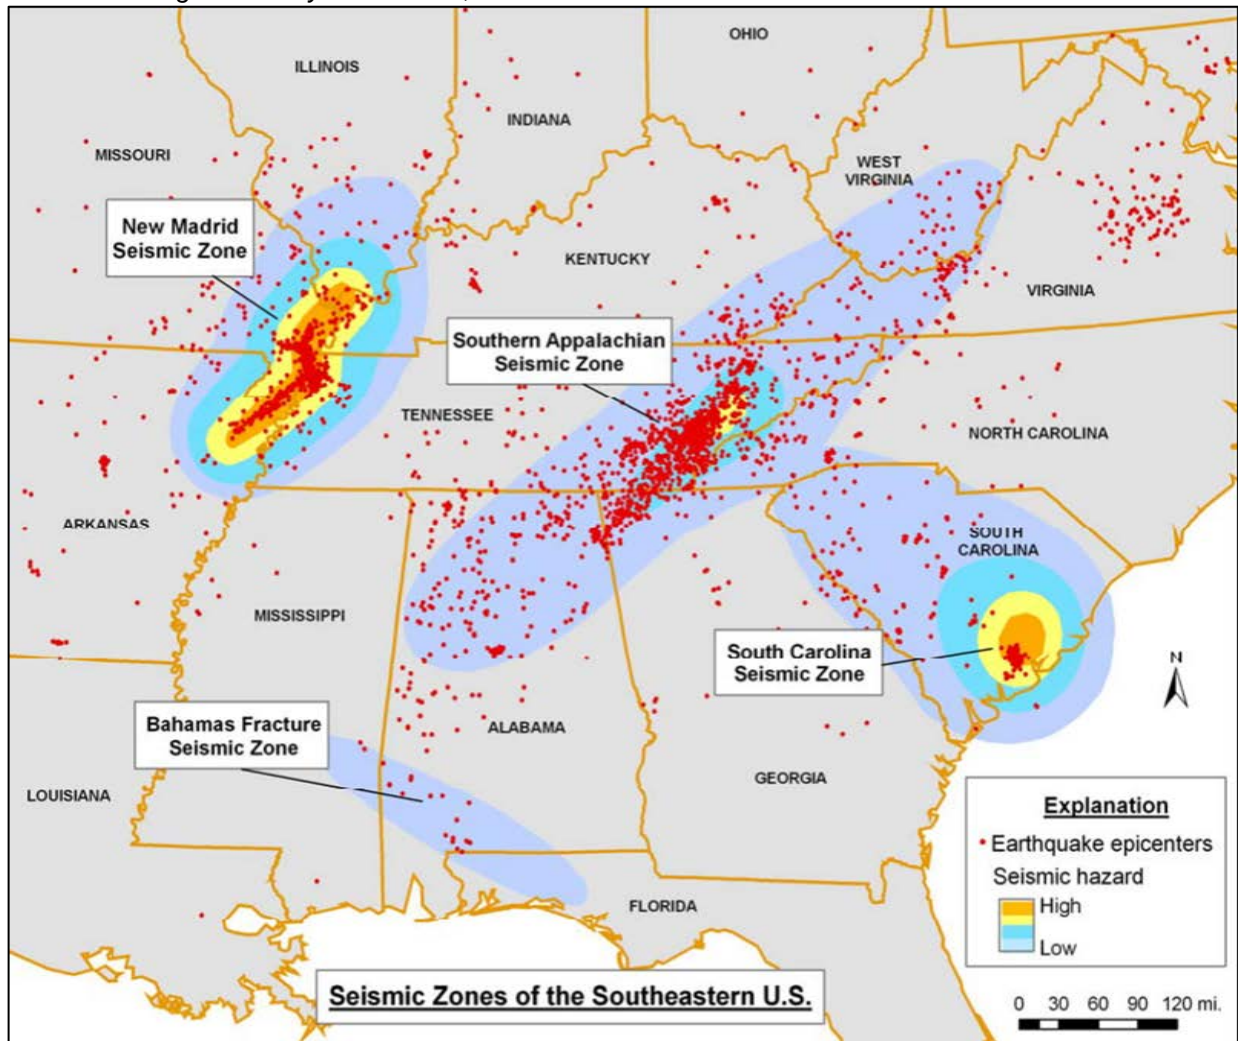 OHIO
ILLINOIS
INDIANA
MISSOURI
WEST
VIRGINIA
New Madrid
Seismic Zone
KENTUCKY
VIRGINIA
Southern Appalachian
Seismic Zone
TENNESSEE
NORTH CAROLINA
ARKANSAS
SOUTH
CAROLINA
MISSISSIPPI
South Carolina
Seismic Zone
N
Bahamas Fracture
Seismic Zone
ALABAMA
GEORGIA
LOUISIANA
Explanation
Earthquake epicenters
Seismic hazard
High
Low
FLORIDA
Seismic Zones of the Southeastern U.S.
0 30 60 90 120 mi.